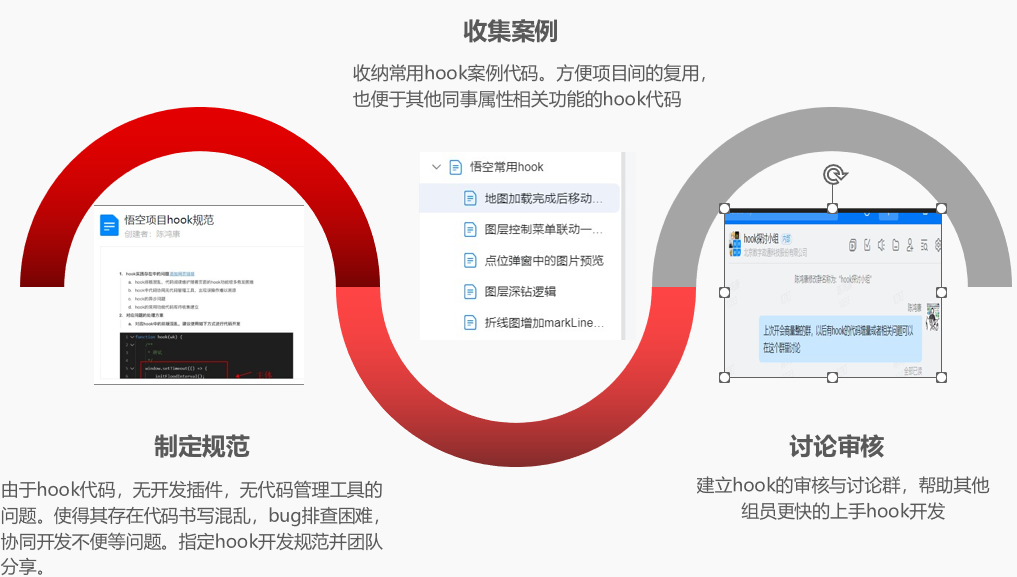 收集案例
收纳常用hook案例代码。方便项目间的复用，
也便于其他同事属性相关功能的hook代码
悟空项目hook规范
创建者：陈鸿康
function hook(ok) {
window.setTimeout(() => {
悟空常用hook
地图加载完成后移动...
图层控制菜单联动一...
点位弹窗中的图片预览
图层深钻逻辑
折线图增加markLine...
hook探讨小组 内部
陈鸿康修改群名称为："hook探讨小组"
陈鸿康
上次开会商量整的群，以后有hook的代码增量或者相关问题可以
在这个群里讨论
全部已读
制定规范
由于hook代码，无开发插件，无代码管理工具的
问题。使得其存在代码书写混乱，bug排查困难，
协同开发不便等问题。指定hook开发规范并团队
分享。
讨论审核
建立hook的审核与讨论群，帮助其他
组员更快的上手hook开发